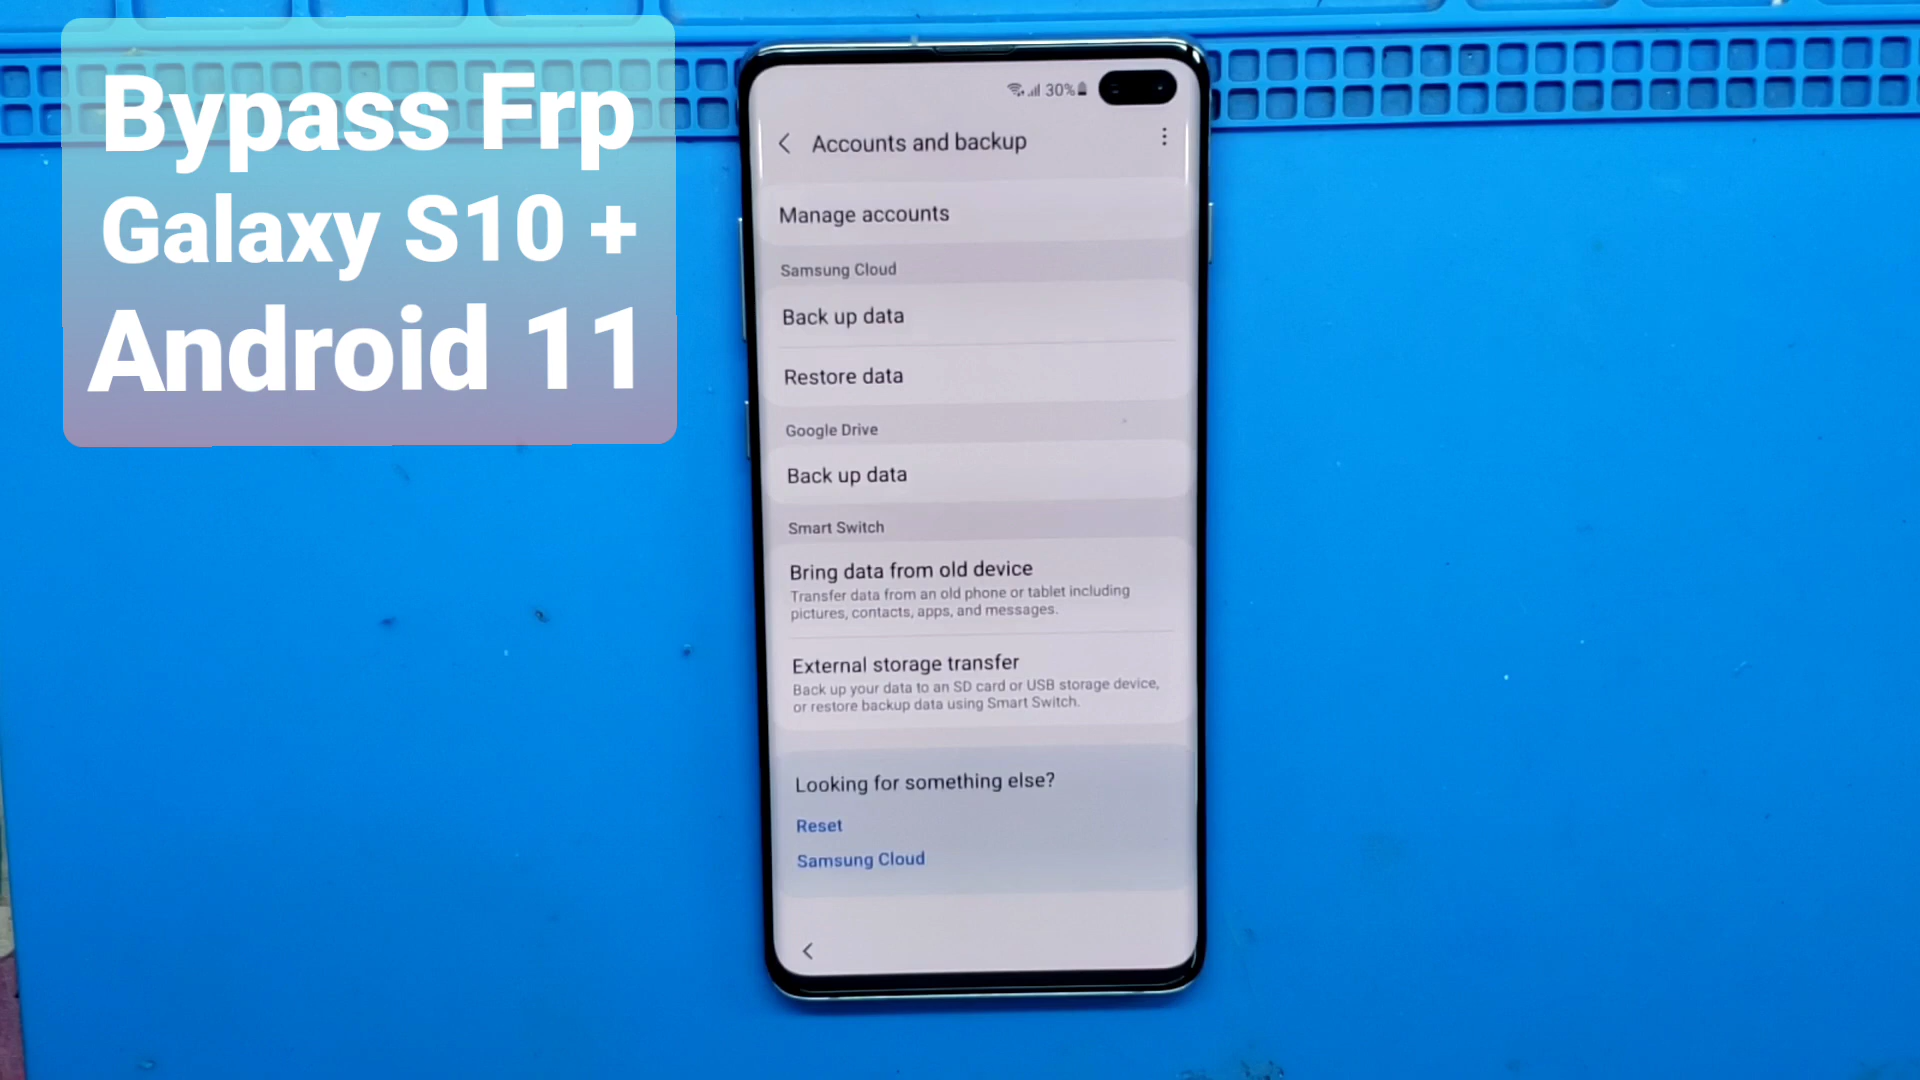 Bypass Frp
Galaxy S10 +
Android 11
30%
Accounts and backup
Manage accounts
Samsung Cloud
Back up data
Restore data
Google Drive
Back up data
Smart Switch
Bring data from old device
Transfer data from an old phone or tablet including
pictures, contacts, apps, and messages.
External storage transfer
Back up your data to an SD card or USB storage device,
or restore backup data using Smart Switch.
Looking for something else?
Reset
Samsung Cloud